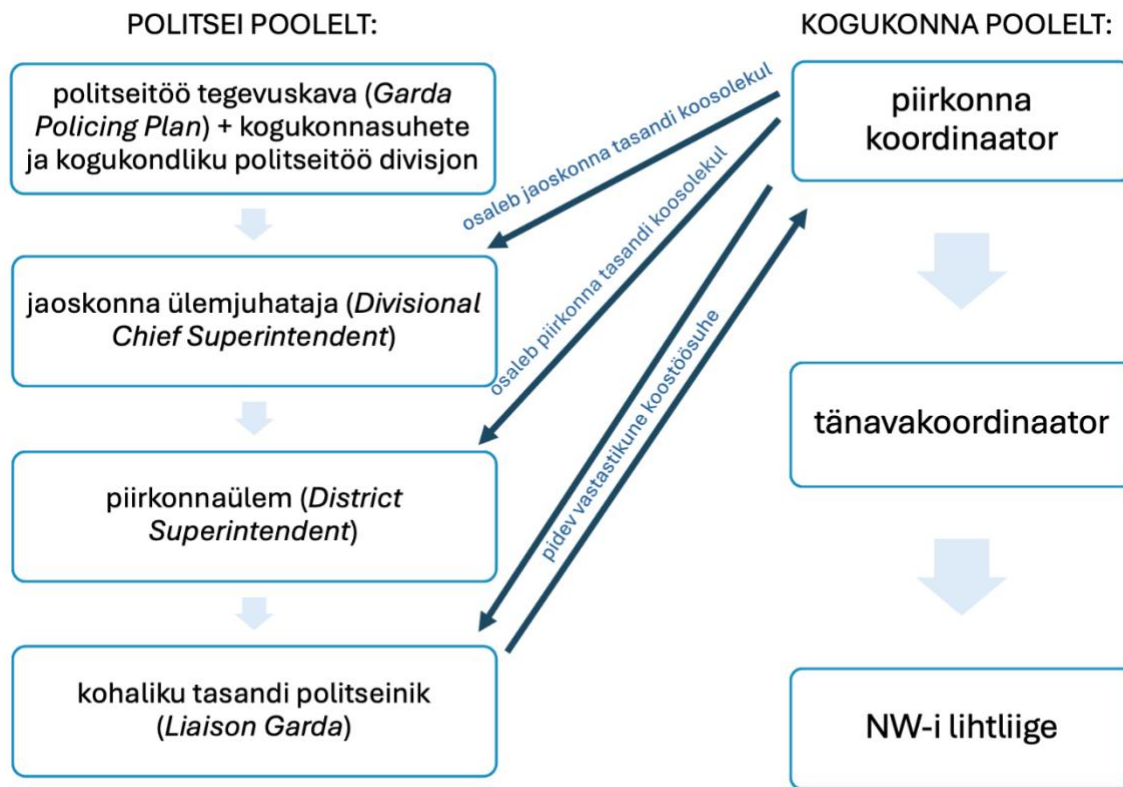 POLITSEI POOLELT:
politseitöö tegevuskava (Garda
Policing Plan) + kogukonnasuhete
ja kogukondliku politseitöö divisjon
jaoskonna ülemjuhataja (Divisional
Chief Superintendent)
piirkonnaülem (District
Superintendent)
kohaliku tasandi politseinik
(Liaison Garda)
osaleb jaoskonna tasandi koosolekul
osaleb piirkonna tasandi koosolekul
pidev vastastikune koostöösuhe
KOGUKONNA POOLELT:
piirkonna
koordinaator
tänavakoordinaator
NW-i lihtliige